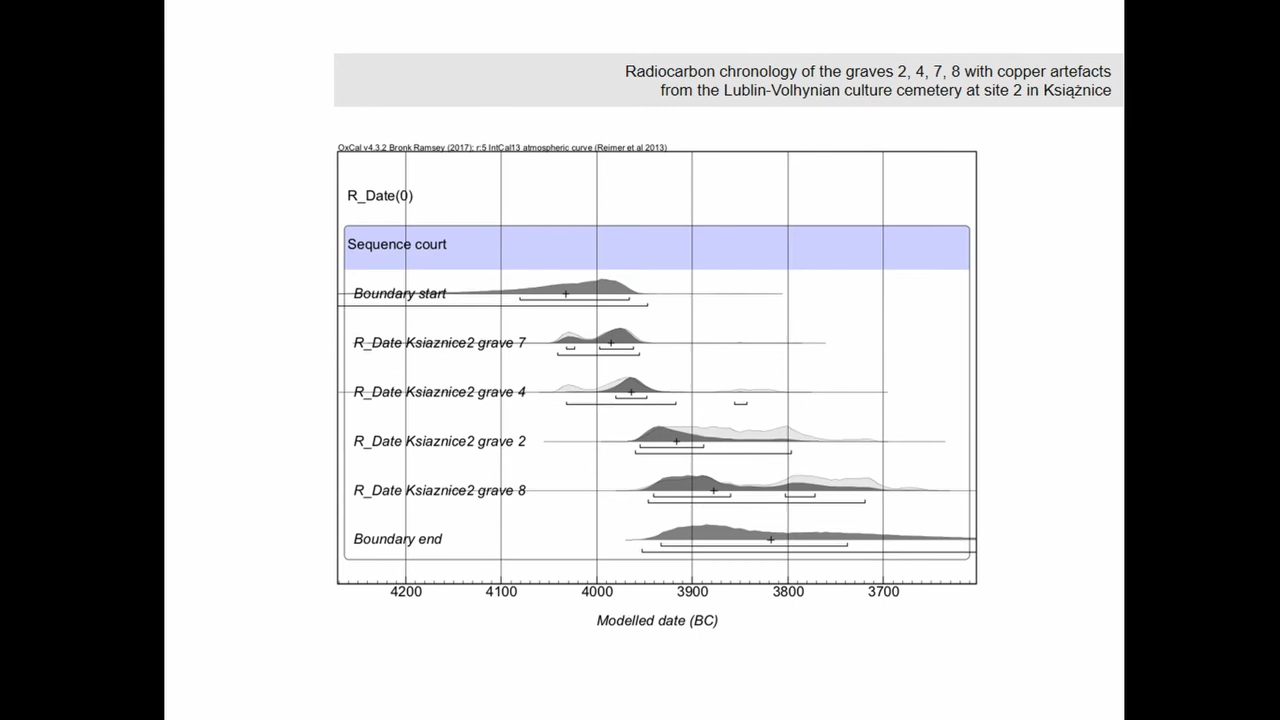 Radiocarbon chronology of the graves 2, 4, 7, 8 with copper artefacts
from the Lublin-Volhynian culture cemetery at site 2 in Książnice
OxCal v4.3.2 Bronk Ramsey (2017); r:5 IntCal13 atmospheric curve (Reimer et al 2013)
R_Date(0)
Sequence court
Boundary start
R_Date Ksiaznice2 grave 7
R_Date Ksiaznice2 grave 4
R_Date Ksiaznice2 grave 2
R_Date Ksiaznice2 grave 8
Boundary end
4200 4100 4000 3900 3800 3700
Modelled date (BC)